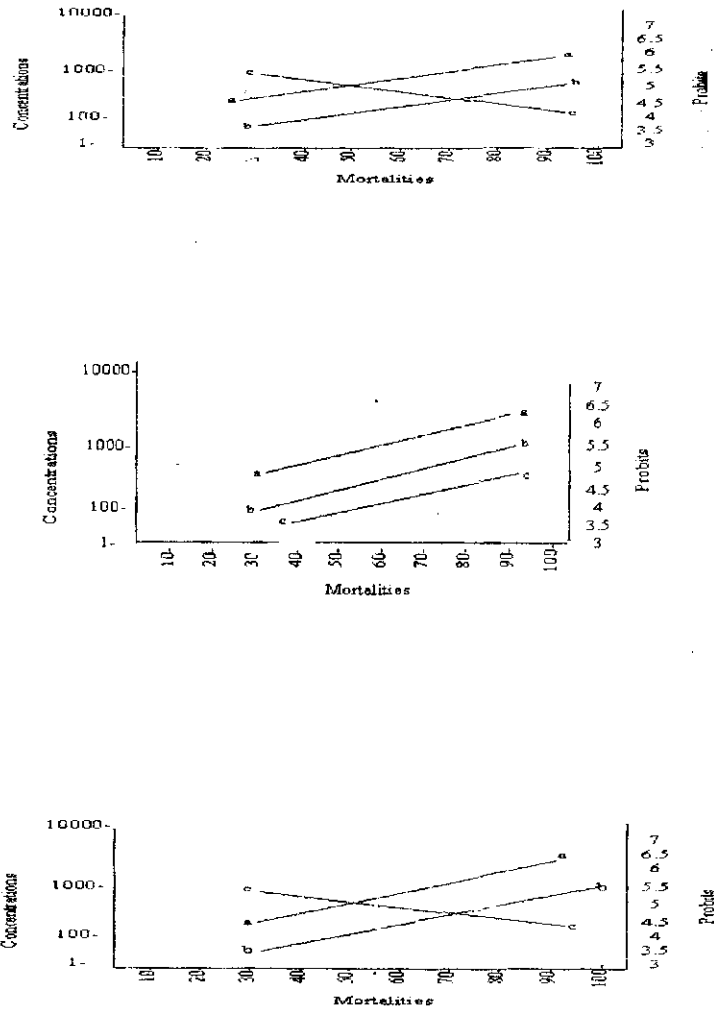 10000-
1000-
100-
1-
Concentrations
a
b
c
a
b
c
7
6.5
6
5.5
5
4.5
4
3.5
3
Probits
10- 20- 40- 50- 60- 70- 80- 90- 100-
Mortalities
10000-
1000-
100-
1-
Concentrations
a
b
c
a
b
c
7
6.5
6
5.5
5
4.5
4
3.5
3
Probits
10- 20- 30- 40- 50- 60- 70- 80- 90- 100-
Mortalities
10000-
1000-
100-
1-
Concentrations
c
a
b
a
b
c
7
6.5
6
5.5
5
4.5
4
3.5
3
Probits
10- 20- 30- 40- 50- 60- 70- 80- 90- 100-
Mortalities